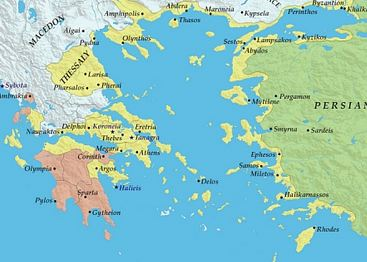 Abdera
Maroneia
Byzantion
Amphipolis
Thasos
Kypsela
Perinthos
MACEDON
Aigai
Pydna
Olynthos
Sestos
Lampsakos
Kyzikos
Abydos
THESSALY
Larisa
Pharsalos
Pherai
Sybota
Ambrakia
Mytilene
Pergamon
PERSIAN
Naupaktos
Delphoi
Koroneia
Eretria
Thebes
Tanagra
Smyrna
Sardeis
Megara
Athens
Corinth
Ephesos
Olympia
Argos
Samos
Miletos
Delos
Sparta
Halieis
Halikarnassos
Pylos
Gytheion
Rhodes